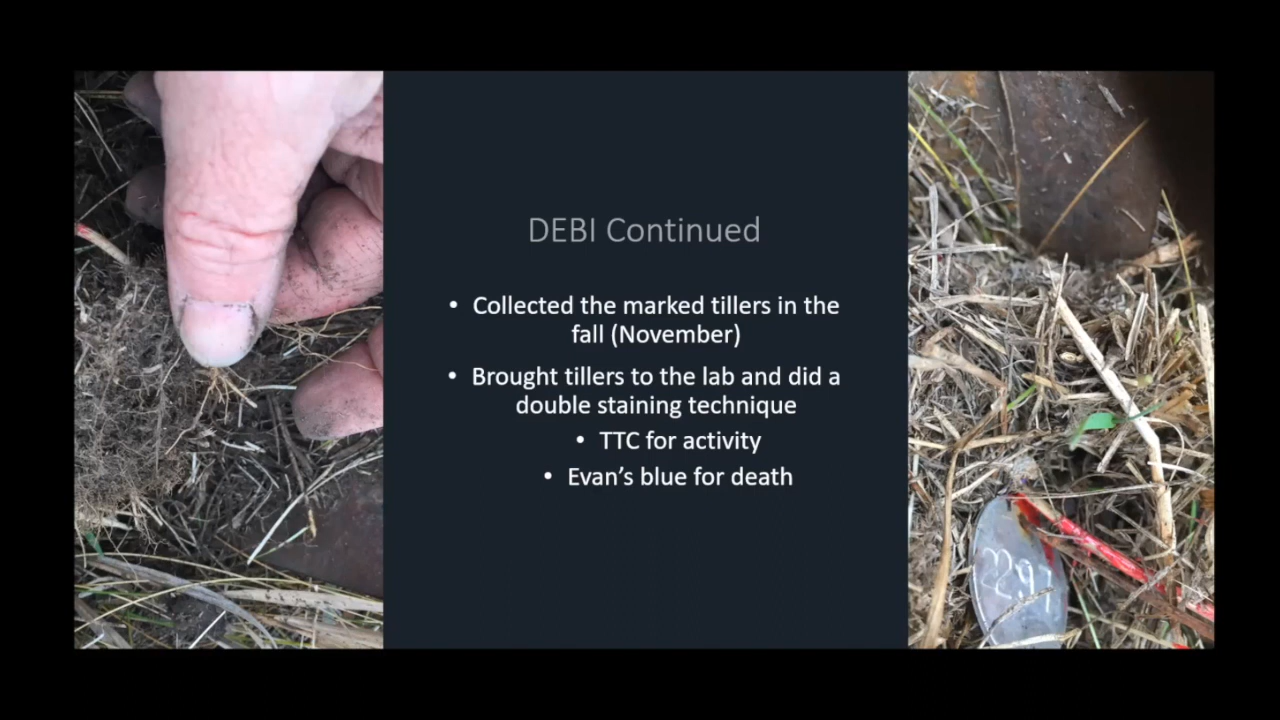 DEBI Continued
• Collected the marked tillers in the
fall (November)
• Brought tillers to the lab and did a
double staining technique
• TTC for activity
• Evan's blue for death
2291